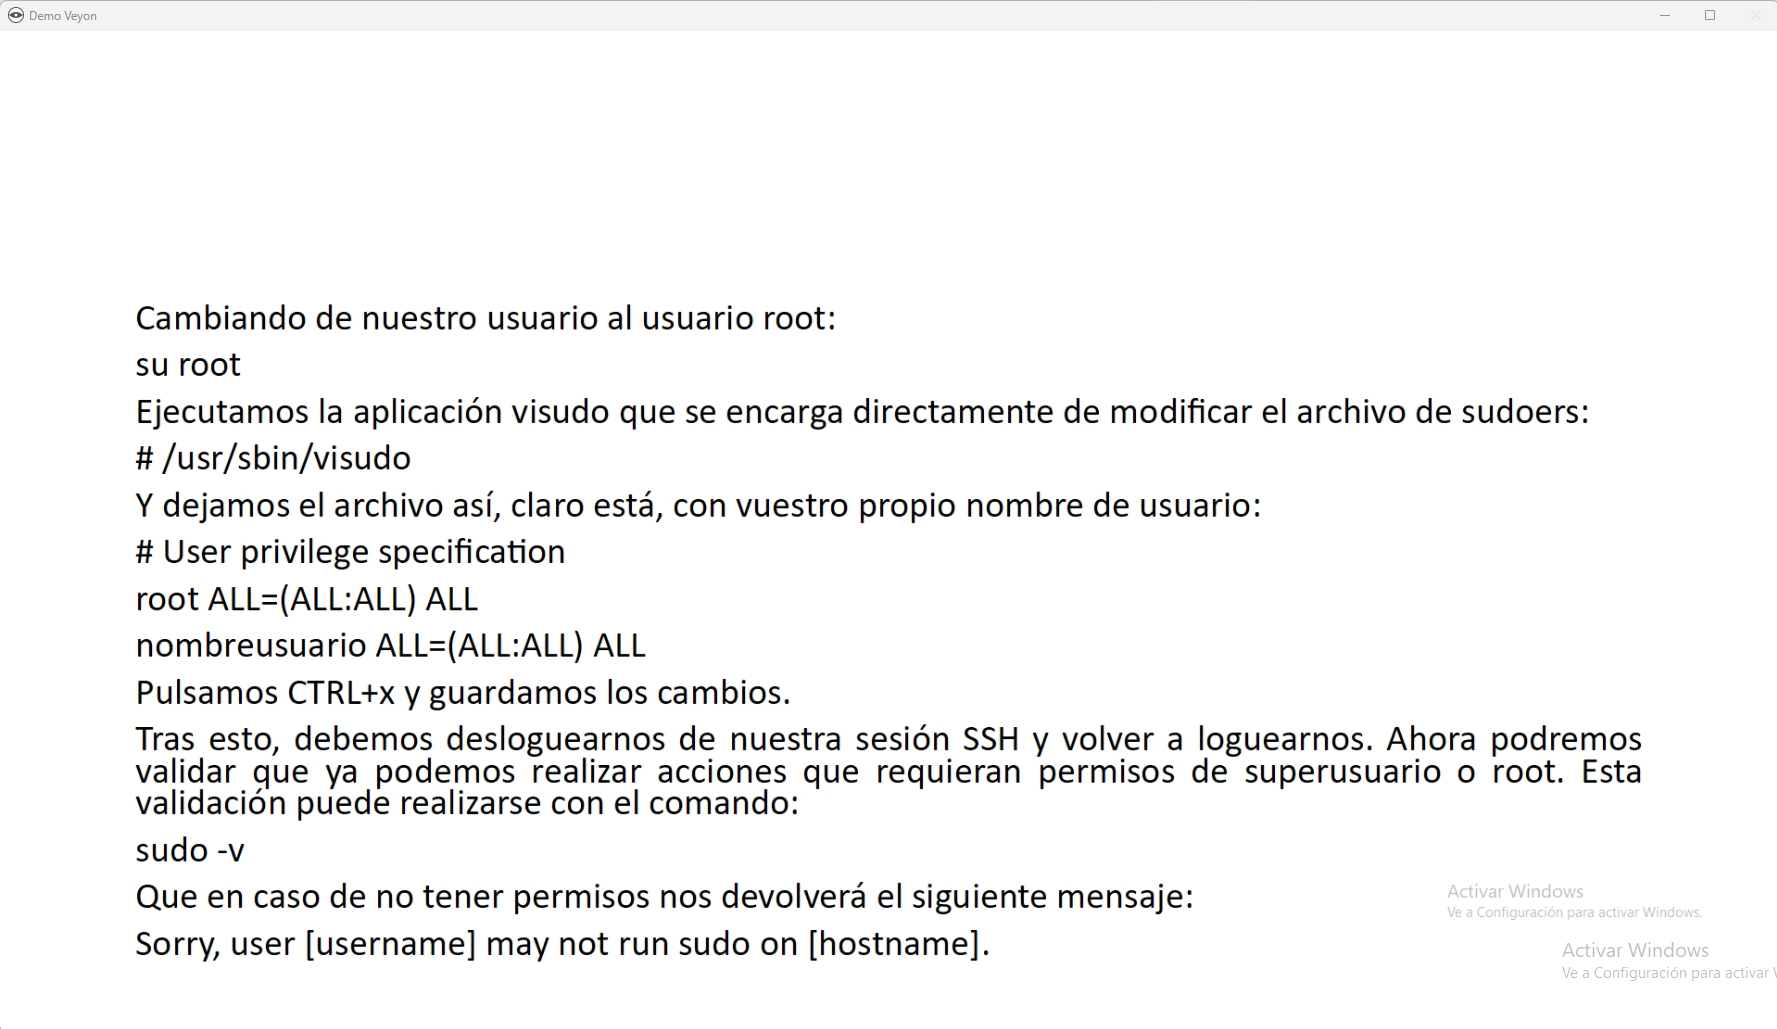 Demo Veyon
Cambiando de nuestro usuario al usuario root:
su root
Ejecutamos la aplicación visudo que se encarga directamente de modificar el archivo de sudoers:
# /usr/sbin/visudo
Y dejamos el archivo así, claro está, con vuestro propio nombre de usuario:
# User privilege specification
root ALL=(ALL:ALL) ALL
nombreusuario ALL=(ALL:ALL) ALL
Pulsamos CTRL+x y guardamos los cambios.
Tras esto, debemos desloguearnos de nuestra sesión SSH y volver a loguearnos. Ahora podremos
validar que ya podemos realizar acciones que requieran permisos de superusuario o root. Esta
validación puede realizarse con el comando:
sudo -v
Que en caso de no tener permisos nos devolverá el siguiente mensaje:
Sorry, user [username] may not run sudo on [hostname].
Activar Windows
Ve a Configuración para activar Windows.
Activar Windows
Ve a Configuración para activar